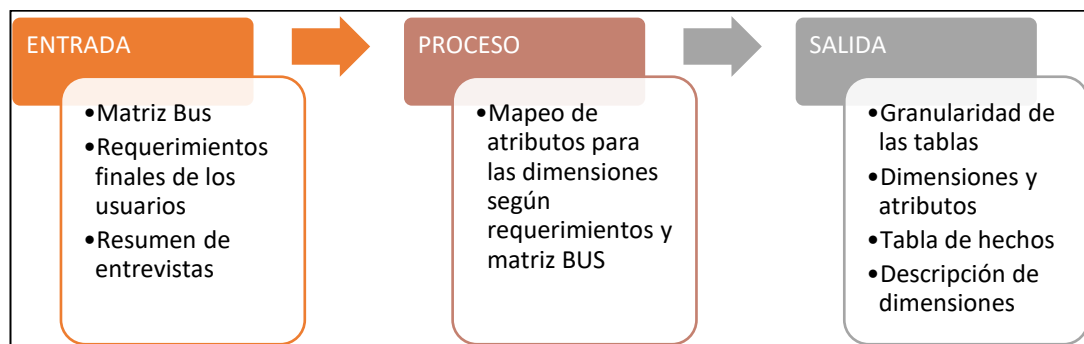 ENTRADA
•Matriz Bus
•Requerimientos
finales de los
usuarios
•Resumen de
entrevistas
PROCESO
•Mapeo de
atributos para
las dimensiones
según
requerimientos y
matriz BUS
SALIDA
•Granularidad de
las tablas
•Dimensiones y
atributos
•Tabla de hechos
•Descripción de
dimensiones